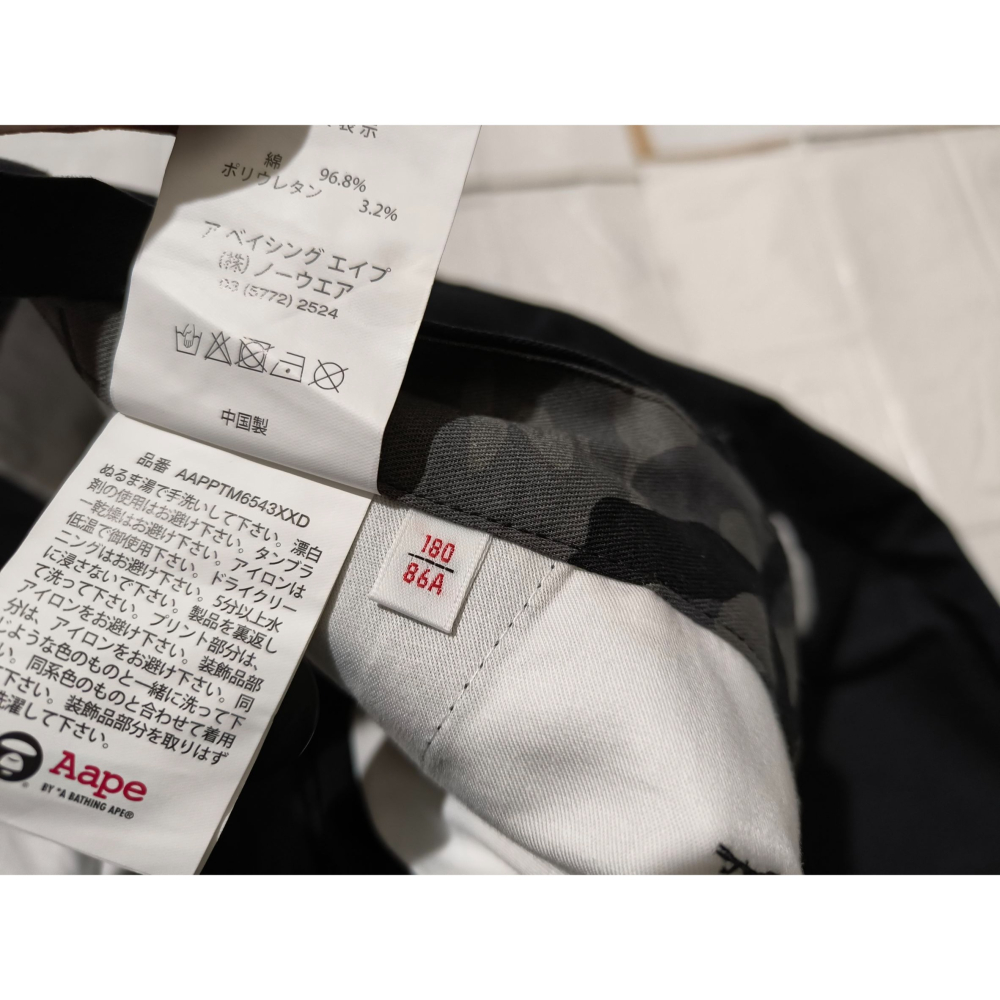 表示
綿 96.8%
ポリウレタン 3.2%
ア ベイシング エイプ
(株) ノーウエア
03 (5772) 2524
中国製
品番 AAPPTM6543XXD
ぬるま湯で手洗いして下さい。漂白
剤の使用はお避け下さい。タンブラ
ー乾燥はお避け下さい。アイロンは
低温で御使用下さい。ドライクリー
ニングはお避け下さい。5分以上水
に浸さないで下さい。製品を裏返し
て洗って下さい。プリント部分は、
アイロンをお避け下さい。装飾品部
分は、アイロンをお避け下さい。同
じような色のものと一緒に洗って下
い。同系色のものと合わせて着用
下さい。装飾品部分を取りはず
洗濯して下さい。
Aape
BY *A BATHING APE®
180
86A